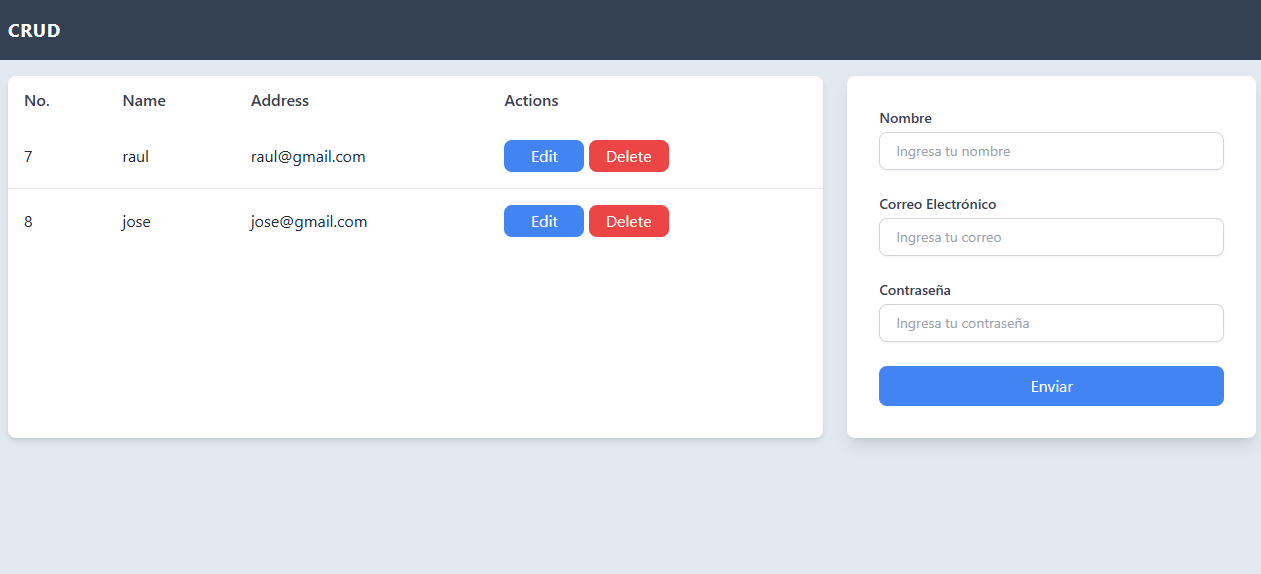 CRUD
No. Name Address Actions
7 raul raul@gmail.com Edit Delete
8 jose jose@gmail.com Edit Delete
Nombre
Ingresa tu nombre
Correo Electrónico
Ingresa tu correo
Contraseña
Ingresa tu contraseña
Enviar